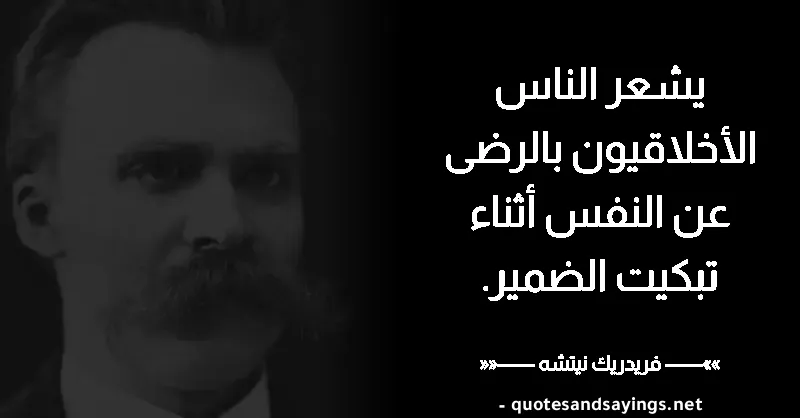 يشعر الناس
الأخلاقيون بالرضى
عن النفس أثناء
تبكيت الضمير.
»»—— فريدريك نيتشه ——««
- quotesandsayings.net